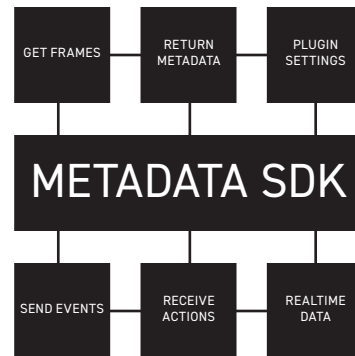 GET FRAMES
RETURN
METADATA
PLUGIN
SETTINGS
METADATA SDK
SEND EVENTS
RECEIVE
ACTIONS
REALTIME
DATA